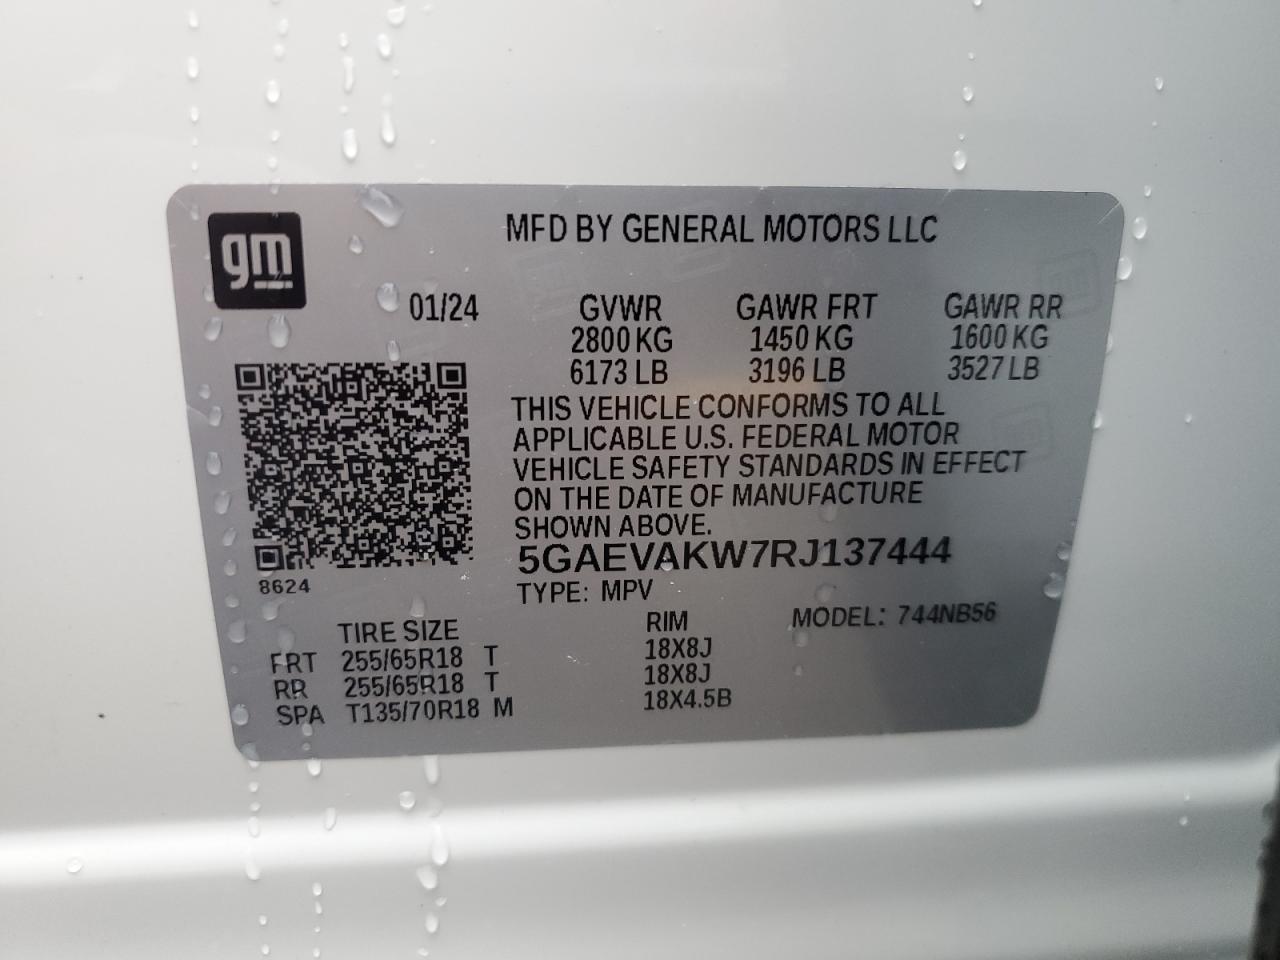 gm
MFD BY GENERAL MOTORS LLC
01/24 GVWR GAWR FRT GAWR RR
2800 KG 1450 KG 1600 KG
6173 LB 3196 LB 3527 LB
THIS VEHICLE CONFORMS TO ALL
APPLICABLE U.S. FEDERAL MOTOR
VEHICLE SAFETY STANDARDS IN EFFECT
ON THE DATE OF MANUFACTURE
SHOWN ABOVE.
5GAEVAKW7RJ137444
8624
TYPE: MPV
MODEL: 744NB56
TIRE SIZE RIM
FRT 255/65R18 T 18X8J
RR 255/65R18 T 18X8J
SPA T135/70R18 M 18X4.5B